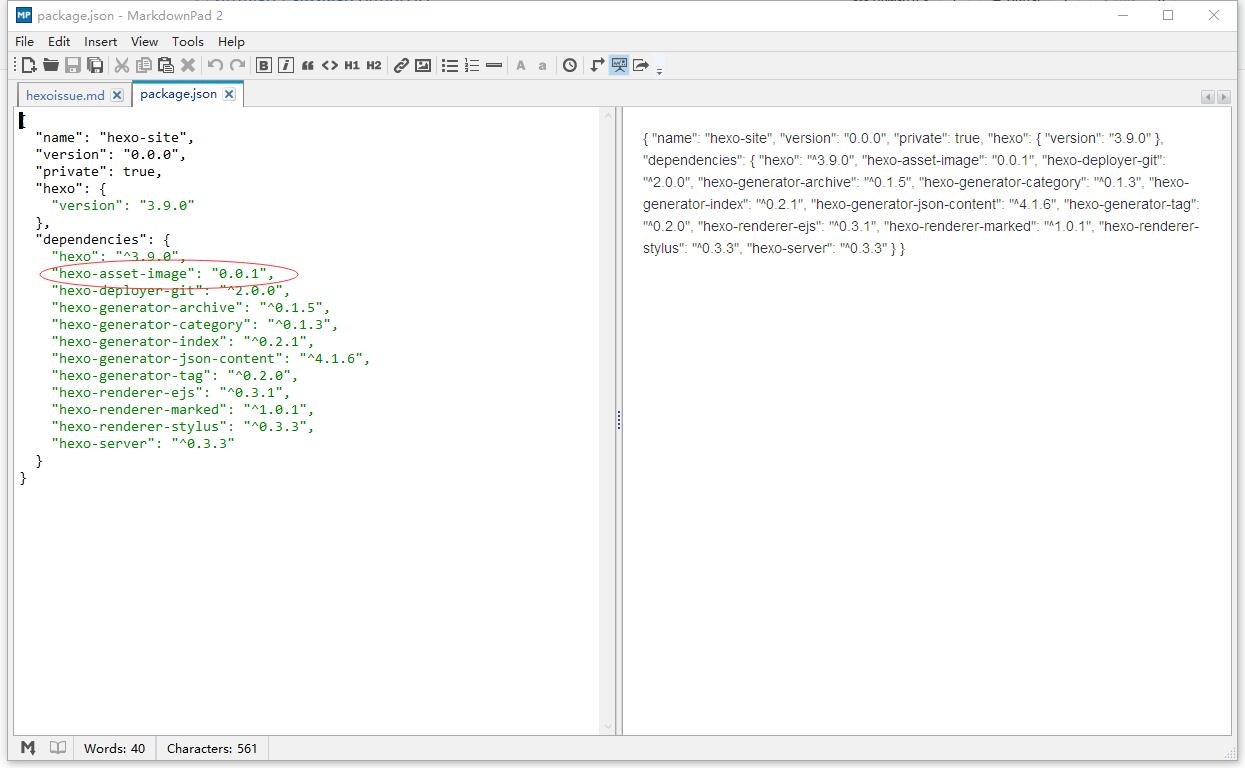 package.json - MarkdownPad 2
File Edit Insert View Tools Help
B i H1 H2 A a
hexoissue.md package.json
{
"name": "hexo-site",
"version": "0.0.0",
"private": true,
"hexo": {
"version": "3.9.0"
},
"dependencies": {
"hexo": "^3.9.0",
"hexo-asset-image": "0.0.1",
"hexo-deployer-git": "^2.0.0",
"hexo-generator-archive": "^0.1.5",
"hexo-generator-category": "^0.1.3",
"hexo-generator-index": "^0.2.1",
"hexo-generator-json-content": "^4.1.6",
"hexo-generator-tag": "^0.2.0",
"hexo-renderer-ejs": "^0.3.1",
"hexo-renderer-marked": "^1.0.1",
"hexo-renderer-stylus": "^0.3.3",
"hexo-server": "^0.3.3"
}
}
{ "name": "hexo-site", "version": "0.0.0", "private": true, "hexo": { "version": "3.9.0" },
"dependencies": { "hexo": "^3.9.0", "hexo-asset-image": "0.0.1", "hexo-deployer-git":
"^2.0.0", "hexo-generator-archive": "^0.1.5", "hexo-generator-category": "^0.1.3", "hexo-
generator-index": "^0.2.1", "hexo-generator-json-content": "^4.1.6", "hexo-generator-tag":
"^0.2.0", "hexo-renderer-ejs": "^0.3.1", "hexo-renderer-marked": "^1.0.1", "hexo-renderer-
stylus": "^0.3.3", "hexo-server": "^0.3.3" } }
Words: 40 Characters: 561